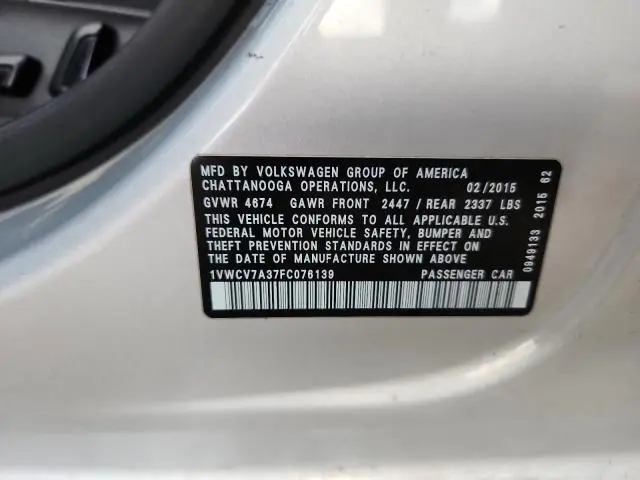 MFD BY VOLKSWAGEN GROUP OF AMERICA
CHATTANOOGA OPERATIONS, LLC. 02/2015
GVWR 4674 GAWR FRONT 2447 / REAR 2337 LBS
THIS VEHICLE CONFORMS TO ALL APPLICABLE U.S.
FEDERAL MOTOR VEHICLE SAFETY, BUMPER AND
THEFT PREVENTION STANDARDS IN EFFECT ON
THE DATE OF MANUFACTURE SHOWN ABOVE
1VWCV7A37FC076139 PASSENGER CAR
0949133 2015 62